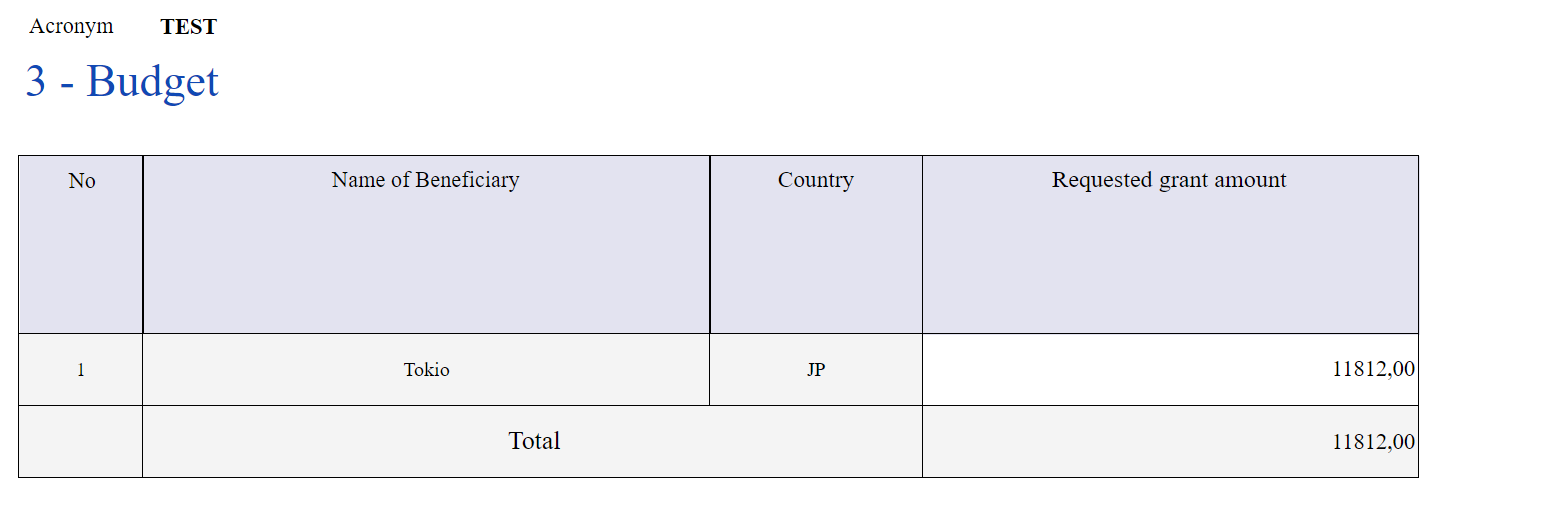 Acronym TEST
3 - Budget
No Name of Beneficiary Country Requested grant amount
1 Tokio JP 11812,00
Total 11812,00